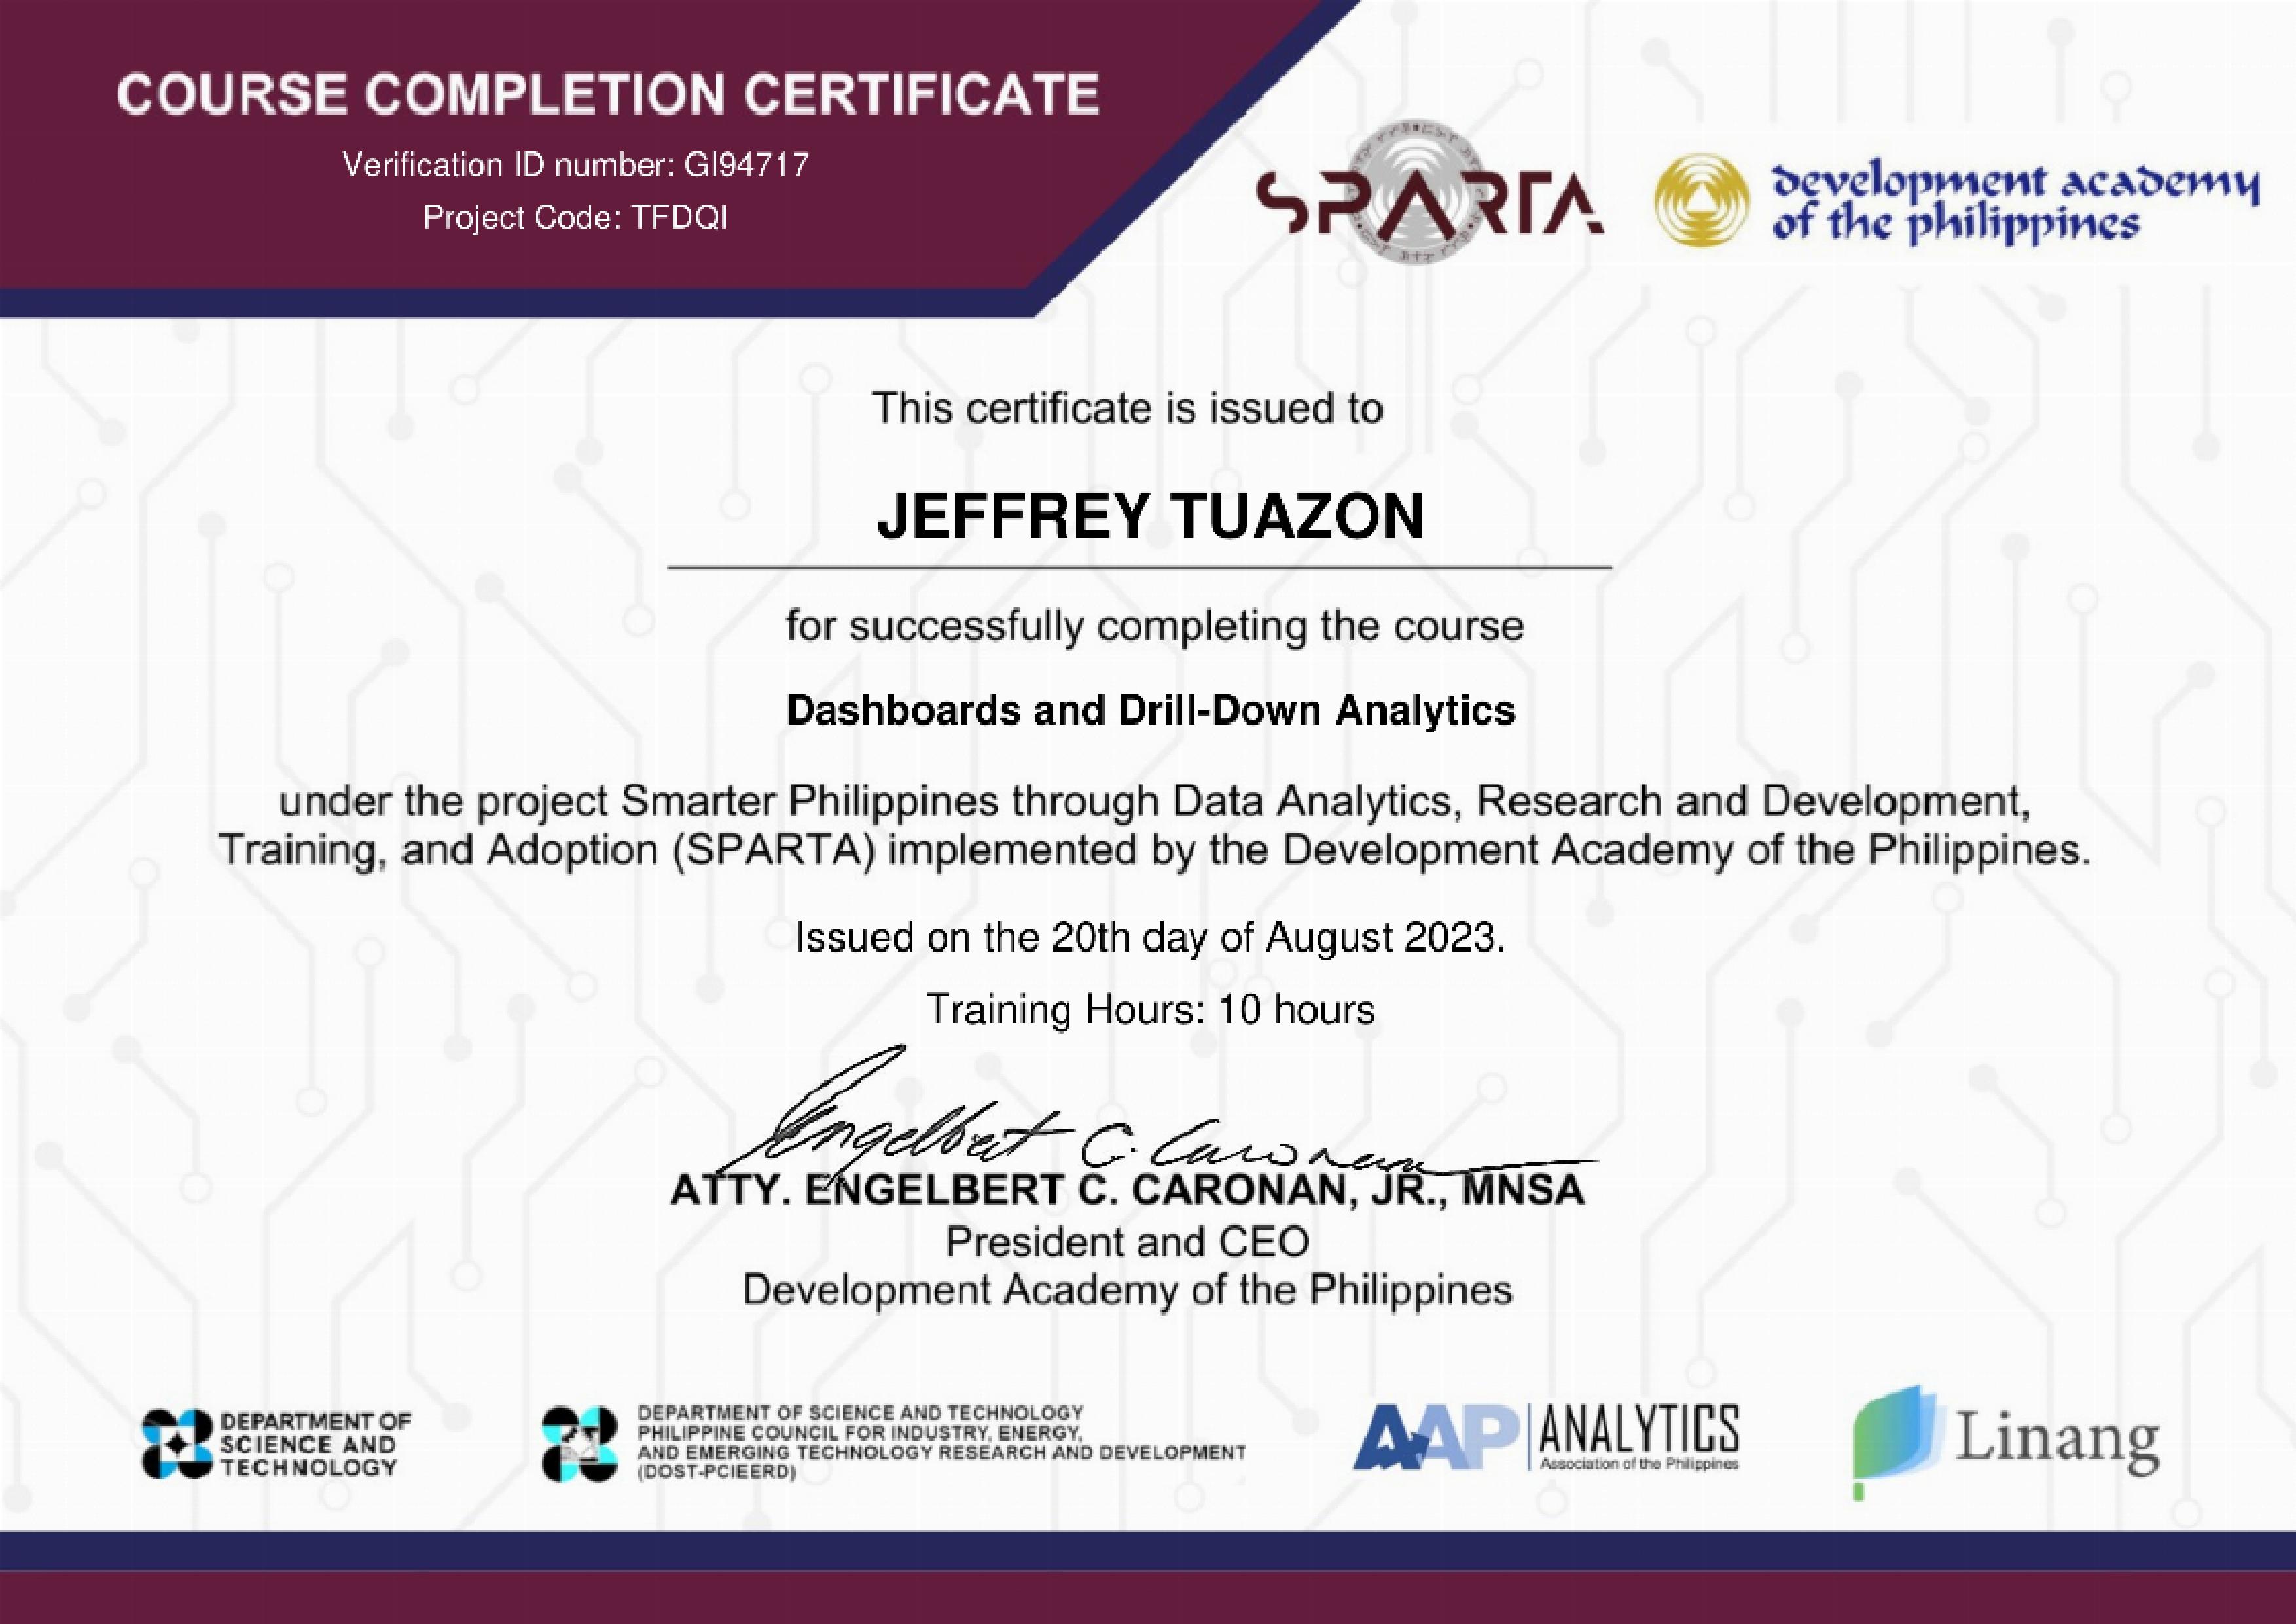 COURSE COMPLETION CERTIFICATE
Verification ID number: GI94717
Project Code: TFDQI
SPARTA
development academy
of the philippines
This certificate is issued to
JEFFREY TUAZON
for successfully completing the course
Dashboards and Drill-Down Analytics
under the project Smarter Philippines through Data Analytics, Research and Development,
Training, and Adoption (SPARTA) implemented by the Development Academy of the Philippines.
Issued on the 20th day of August 2023.
Training Hours: 10 hours
Engelbert C. Caronan
ATTY. ENGELBERT C. CARONAN, JR., MNSA
President and CEO
Development Academy of the Philippines
DEPARTMENT OF
SCIENCE AND
TECHNOLOGY
DEPARTMENT OF SCIENCE AND TECHNOLOGY
PHILIPPINE COUNCIL FOR INDUSTRY, ENERGY,
AND EMERGING TECHNOLOGY RESEARCH AND DEVELOPMENT
(DOST-PCIEERD)
AAP
ANALYTICS
Association of the Philippines
Linang